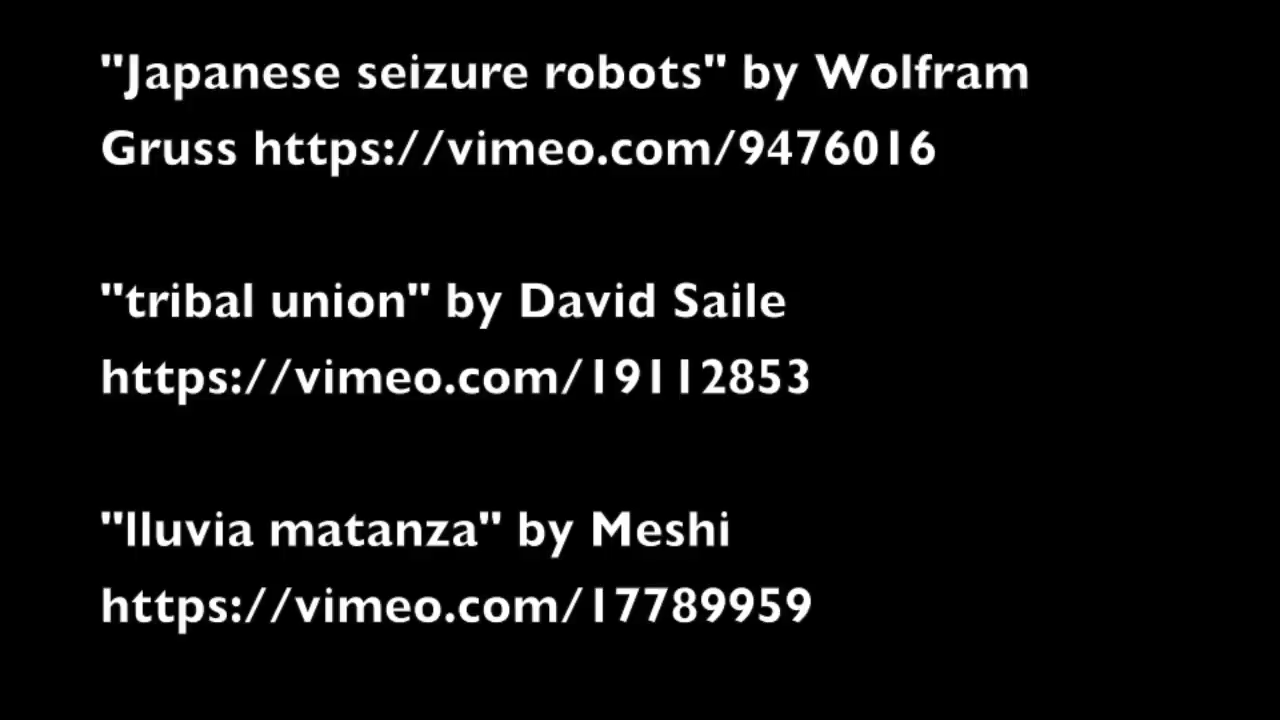 "Japanese seizure robots" by Wolfram
Gruss https://vimeo.com/9476016
"tribal union" by David Saile
https://vimeo.com/19112853
"lluvia matanza" by Meshi
https://vimeo.com/17789959